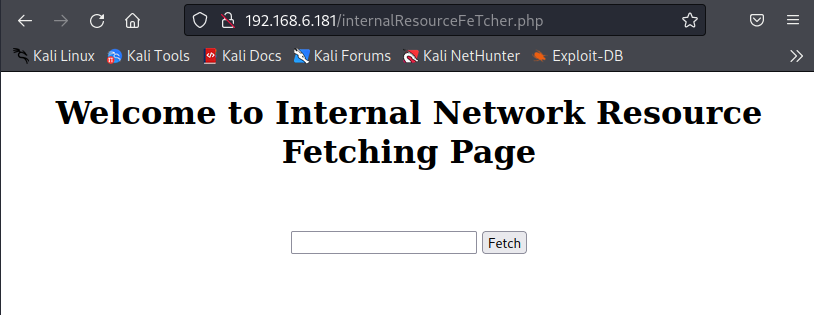 192.168.6.181/internalResourceFeTcher.php
Kali Linux Kali Tools Kali Docs Kali Forums Kali NetHunter Exploit-DB
Welcome to Internal Network Resource
Fetching Page
Fetch